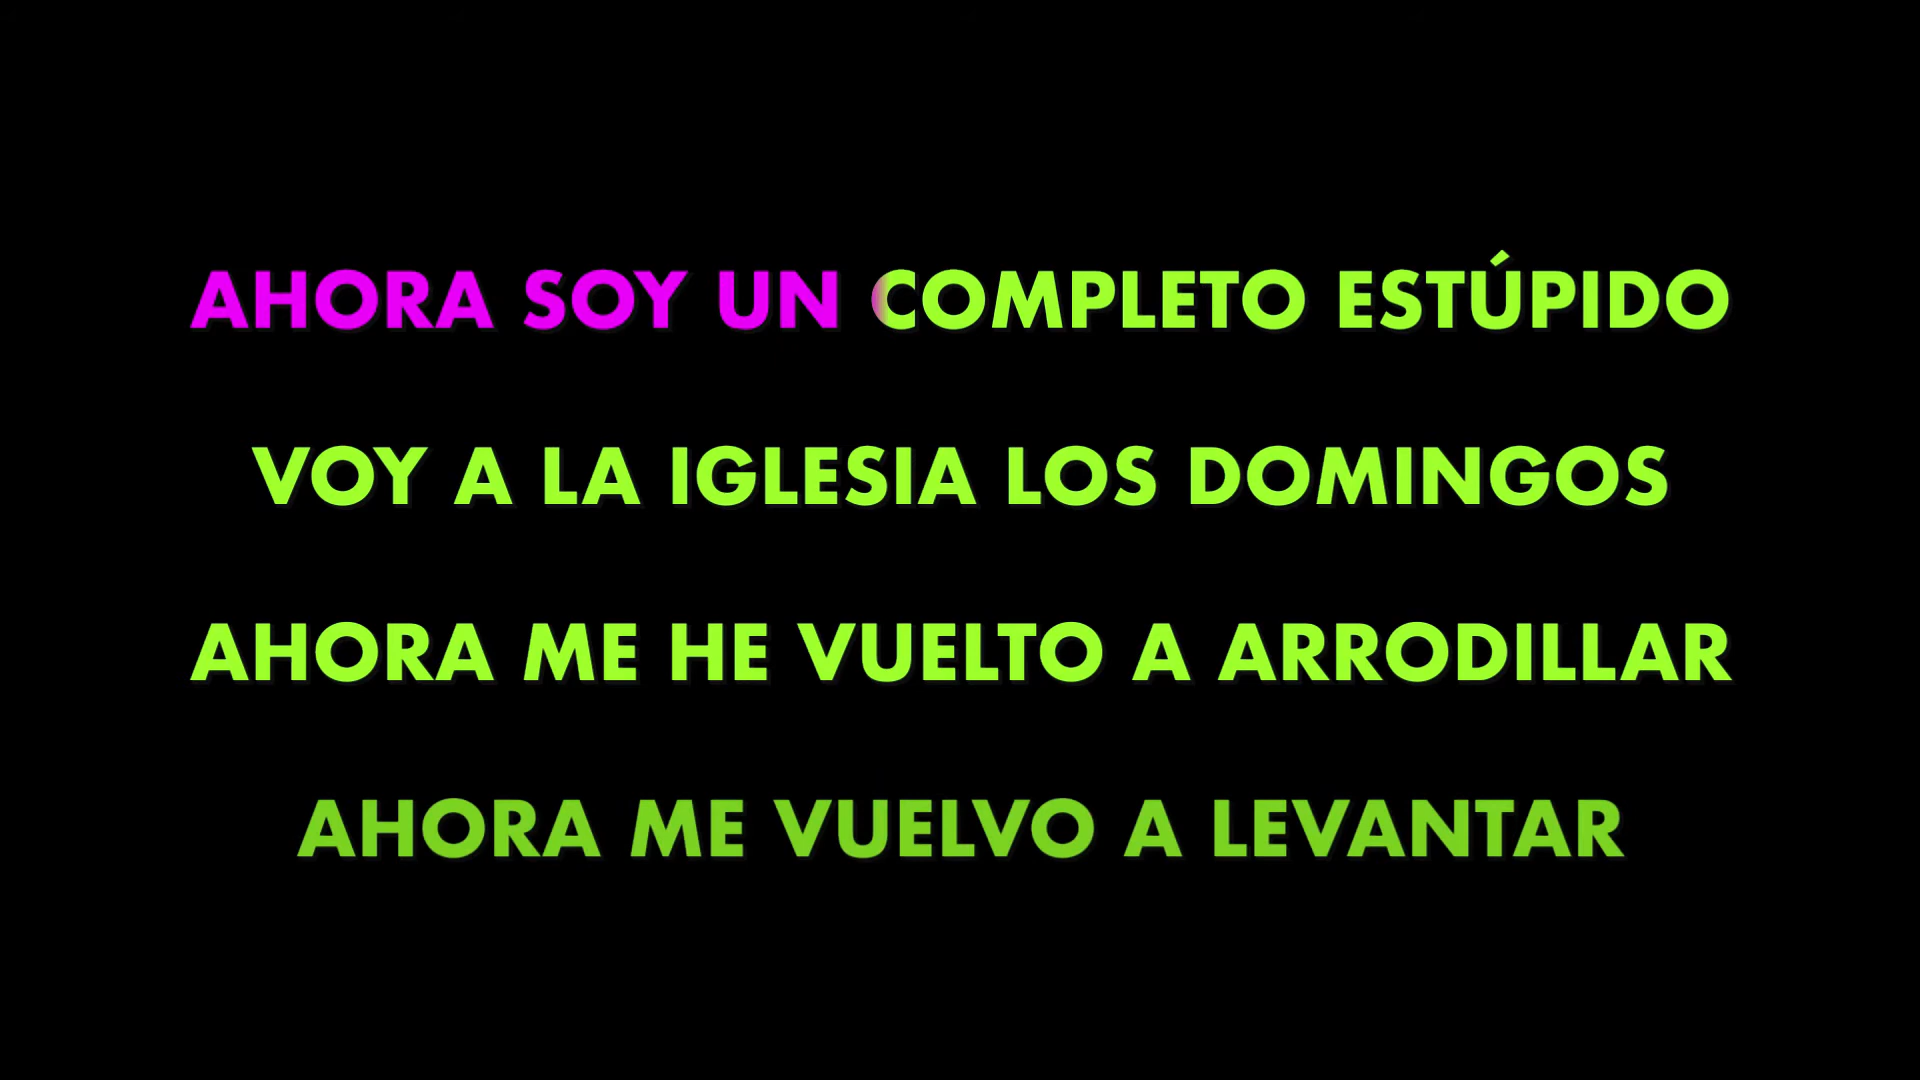 AHORA SOY UN COMPLETO ESTÚPIDO
VOY A LA IGLESIA LOS DOMINGOS
AHORA ME HE VUELTO A ARRODILLAR
AHORA ME VUELVO A LEVANTAR